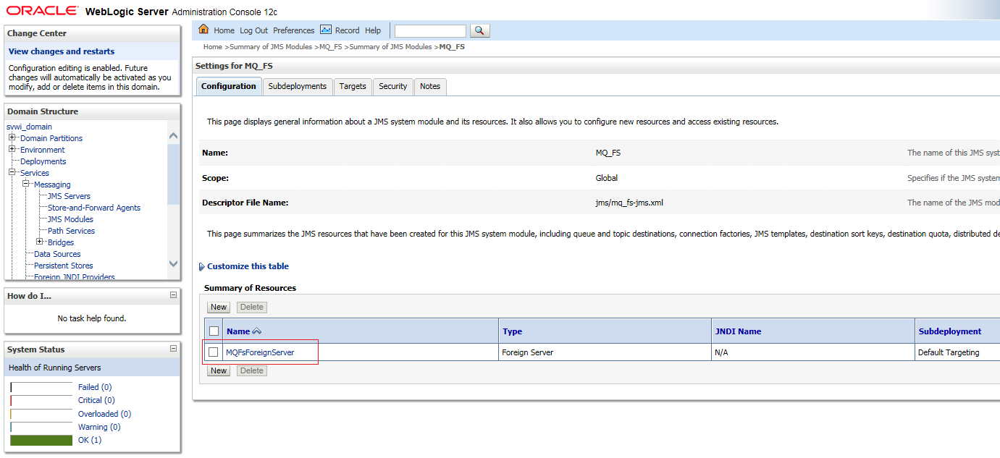 ORACLE WebLogic Server Administration Console 12c
Change Center
View changes and restarts
Configuration editing is enabled. Future
changes will automatically be activated as you
modify, add or delete items in this domain.
Domain Structure
svwi_domain
Domain Partitions
Environment
Deployments
Services
Messaging
JMS Servers
Store-and-Forward Agents
JMS Modules
Path Services
Bridges
Data Sources
Persistent Stores
Foreign JNDI Providers
How do I...
No task help found.
System Status
Health of Running Servers
Failed (0)
Critical (0)
Overloaded (0)
Warning (0)
OK (1)
Home Log Out Preferences Record Help
Home >Summary of JMS Modules >MQ_FS >Summary of JMS Modules >MQ_FS
Settings for MQ_FS
Configuration Subdeployments Targets Security Notes
This page displays general information about a JMS system module and its resources. It also allows you to configure new resources and access existing resources.
Name: MQ_FS The name of this JMS syst
Scope: Global Specifies if the JMS system
Descriptor File Name: jms/mq_fs-jms.xml The name of the JMS mod
This page summarizes the JMS resources that have been created for this JMS system module, including queue and topic destinations, connection factories, JMS templates, destination sort keys, destination quota, distributed de
Customize this table
Summary of Resources
New Delete
Name Type JNDI Name Subdeployment
MQFsForeignServer Foreign Server N/A Default Targeting
New Delete